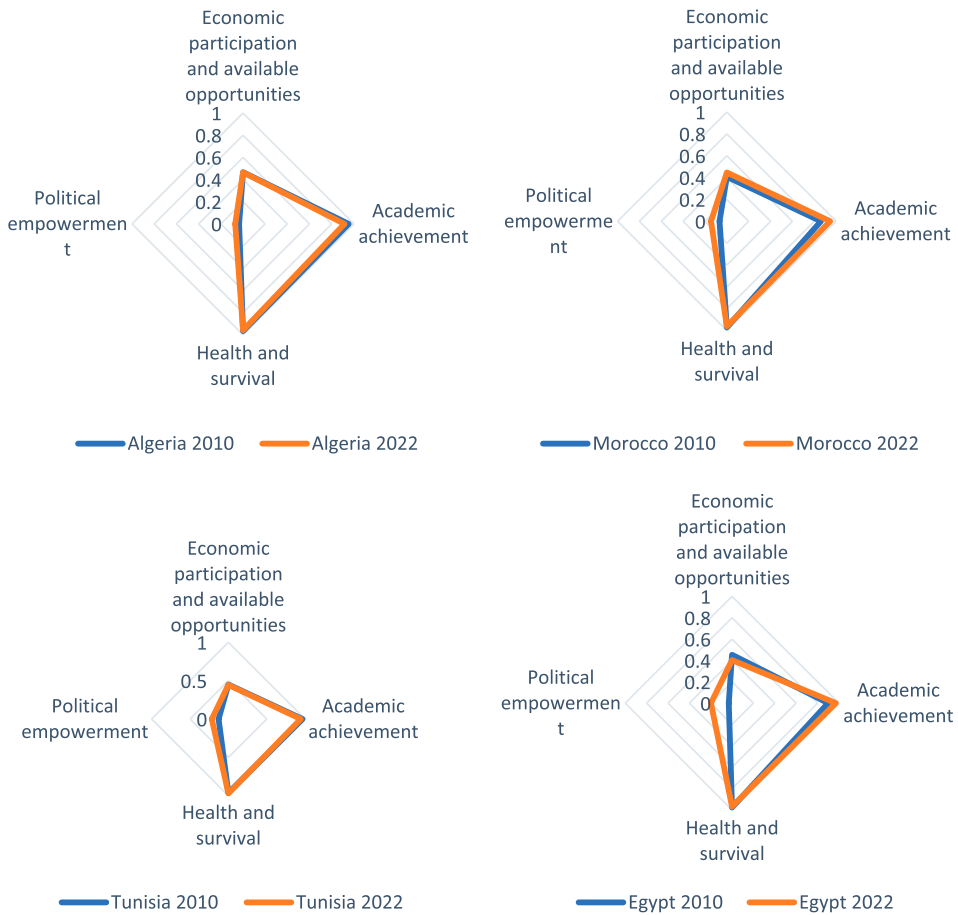 Economic
participation
and available
opportunities
1
0.8
0.6
0.4
0.2
0
Political
empowermen
t
Academic
achievement
Health and
survival
Algeria 2010
Algeria 2022
Economic
participation
and available
opportunities
1
0.8
0.6
0.4
0.2
0
Political
empowerme
nt
Academic
achievement
Health and
survival
Morocco 2010
Morocco 2022
Economic
participation
and available
opportunities
1
0.5
0
Political
empowerment
Academic
achievement
Health and
survival
Tunisia 2010
Tunisia 2022
Economic
participation
and available
opportunities
1
0.8
0.6
0.4
0.2
0
Political
empowermen
t
Academic
achievement
Health and
survival
Egypt 2010
Egypt 2022